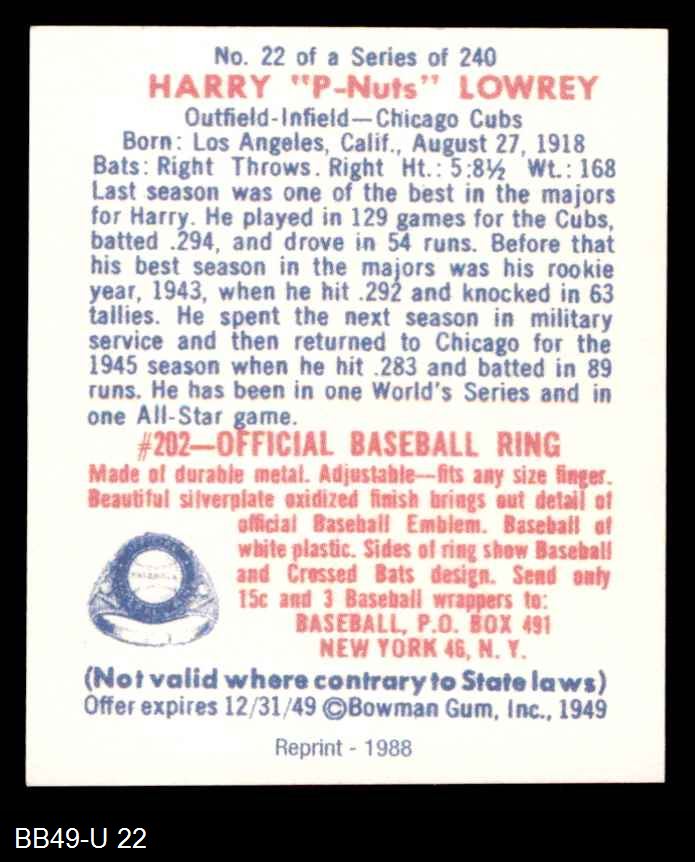 No. 22 of a Series of 240
HARRY "P-Nuts" LOWREY
Outfield-Infield—Chicago Cubs
Born: Los Angeles, Calif., August 27, 1918
Bats: Right Throws. Right Ht.: 5:8½ Wt.: 168
Last season was one of the best in the majors
for Harry. He played in 129 games for the Cubs,
batted .294, and drove in 54 runs. Before that
his best season in the majors was his rookie
year, 1943, when he hit .292 and knocked in 63
tallies. He spent the next season in military
service and then returned to Chicago for the
1945 season when he hit .283 and batted in 89
runs. He has been in one World's Series and in
one All-Star game.
#202—OFFICIAL BASEBALL RING
Made of durable metal. Adjustable—fits any size finger.
Beautiful silverplate oxidized finish brings out detail of
official Baseball Emblem. Baseball of
white plastic. Sides of ring show Baseball
and Crossed Bats design. Send only
15c and 3 Baseball wrappers to:
BASEBALL, P.O. BOX 491
NEW YORK 46, N. Y.
(Not valid where contrary to State laws)
Offer expires 12/31/49 ©Bowman Gum, Inc., 1949
Reprint - 1988
BB49-U 22